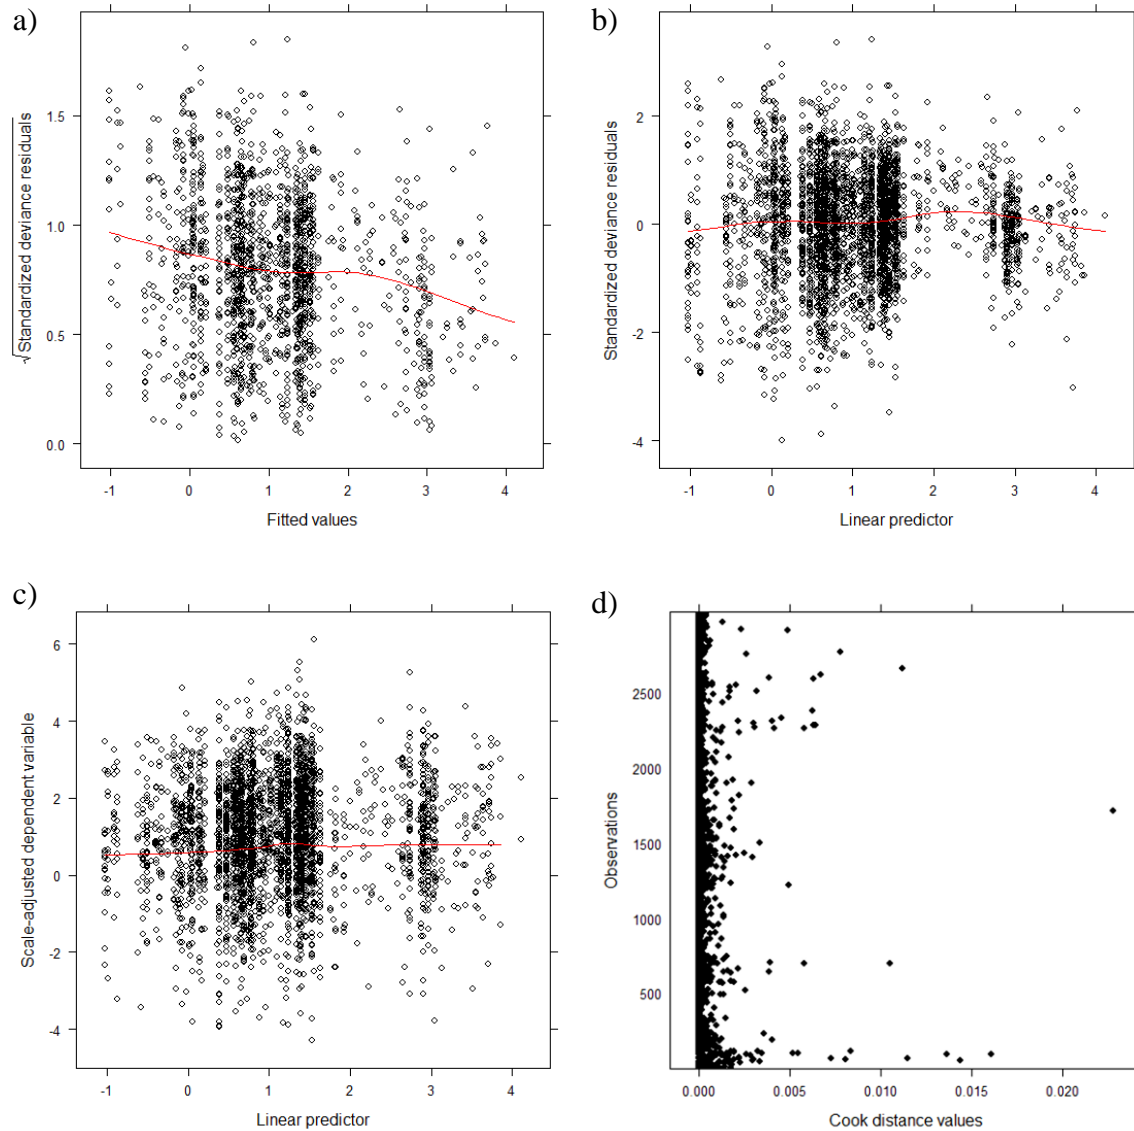 a)
√Standardized deviance residuals
1.5
1.0
0.5
0.0
-1 0 1 2 3 4
Fitted values
b)
Standardized deviance residuals
2
0
-2
-4
-1 0 1 2 3 4
Linear predictor
c)
Scale-adjusted dependent variable
6
4
2
0
-2
-4
-1 0 1 2 3 4
Linear predictor
d)
Observations
2500
2000
1500
1000
500
0.000 0.005 0.010 0.015 0.020
Cook distance values